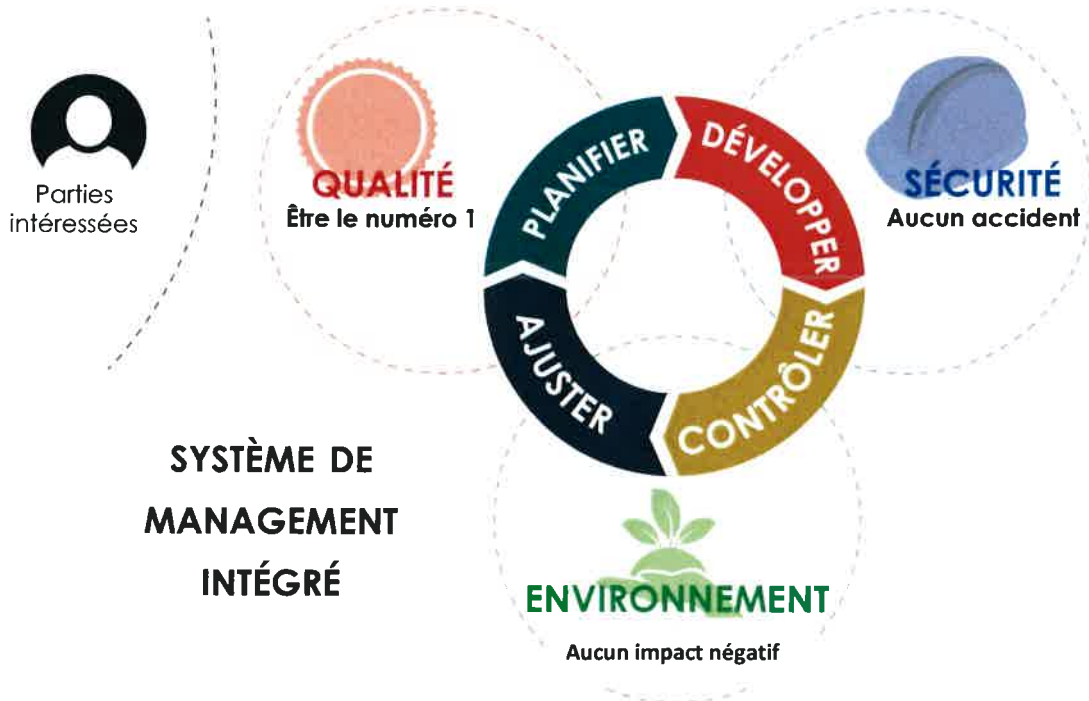 Parties
intéressées
QUALITÉ
Être le numéro 1
PLANIFIER
DÉVELOPPER
CONTRÔLER
AJUSTER
SÉCURITÉ
Aucun accident
SYSTÈME DE
MANAGEMENT
INTÉGRÉ
ENVIRONNEMENT
Aucun impact négatif